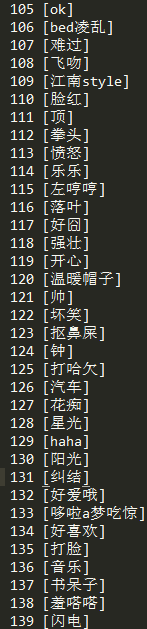 105 [ok]
106 [bed凌乱]
107 [难过]
108 [飞吻]
109 [江南style]
110 [脸红]
111 [顶]
112 [拳头]
113 [愤怒]
114 [乐乐]
115 [左哼哼]
116 [落叶]
117 [好囧]
118 [强壮]
119 [开心]
120 [温暖帽子]
121 [帅]
122 [坏笑]
123 [抠鼻屎]
124 [钟]
125 [打哈欠]
126 [汽车]
127 [花痴]
128 [星光]
129 [haha]
130 [阳光]
131 [纠结]
132 [好爱哦]
133 [哆啦a梦吃惊]
134 [好喜欢]
135 [打脸]
136 [音乐]
137 [书呆子]
138 [羞嗒嗒]
139 [闪电]